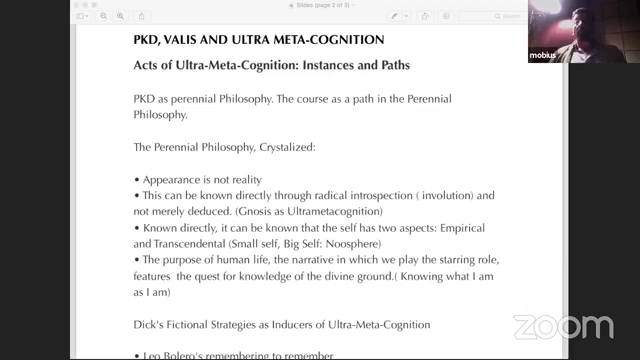 Slides (page 2 of 3)
Search
mobius
PKD, VALIS AND ULTRA META-COGNITION
Acts of Ultra-Meta-Cognition: Instances and Paths
PKD as perennial Philosophy. The course as a path in the Perennial
Philosophy.
The Perennial Philosophy, Crystalized:
• Appearance is not reality
• This can be known directly through radical introspection ( involution) and
not merely deduced. (Gnosis as Ultrametacognition)
• Known directly, it can be known that the self has two aspects: Empirical
and Transcendental (Small self, Big Self: Noosphere)
• The purpose of human life, the narrative in which we play the starring role,
features  the quest for knowledge of the divine ground.( Knowing what I am
as I am)
Dick's Fictional Strategies as Inducers of Ultra-Meta-Cognition
• Leo Bolero's remembering to remember
zoom